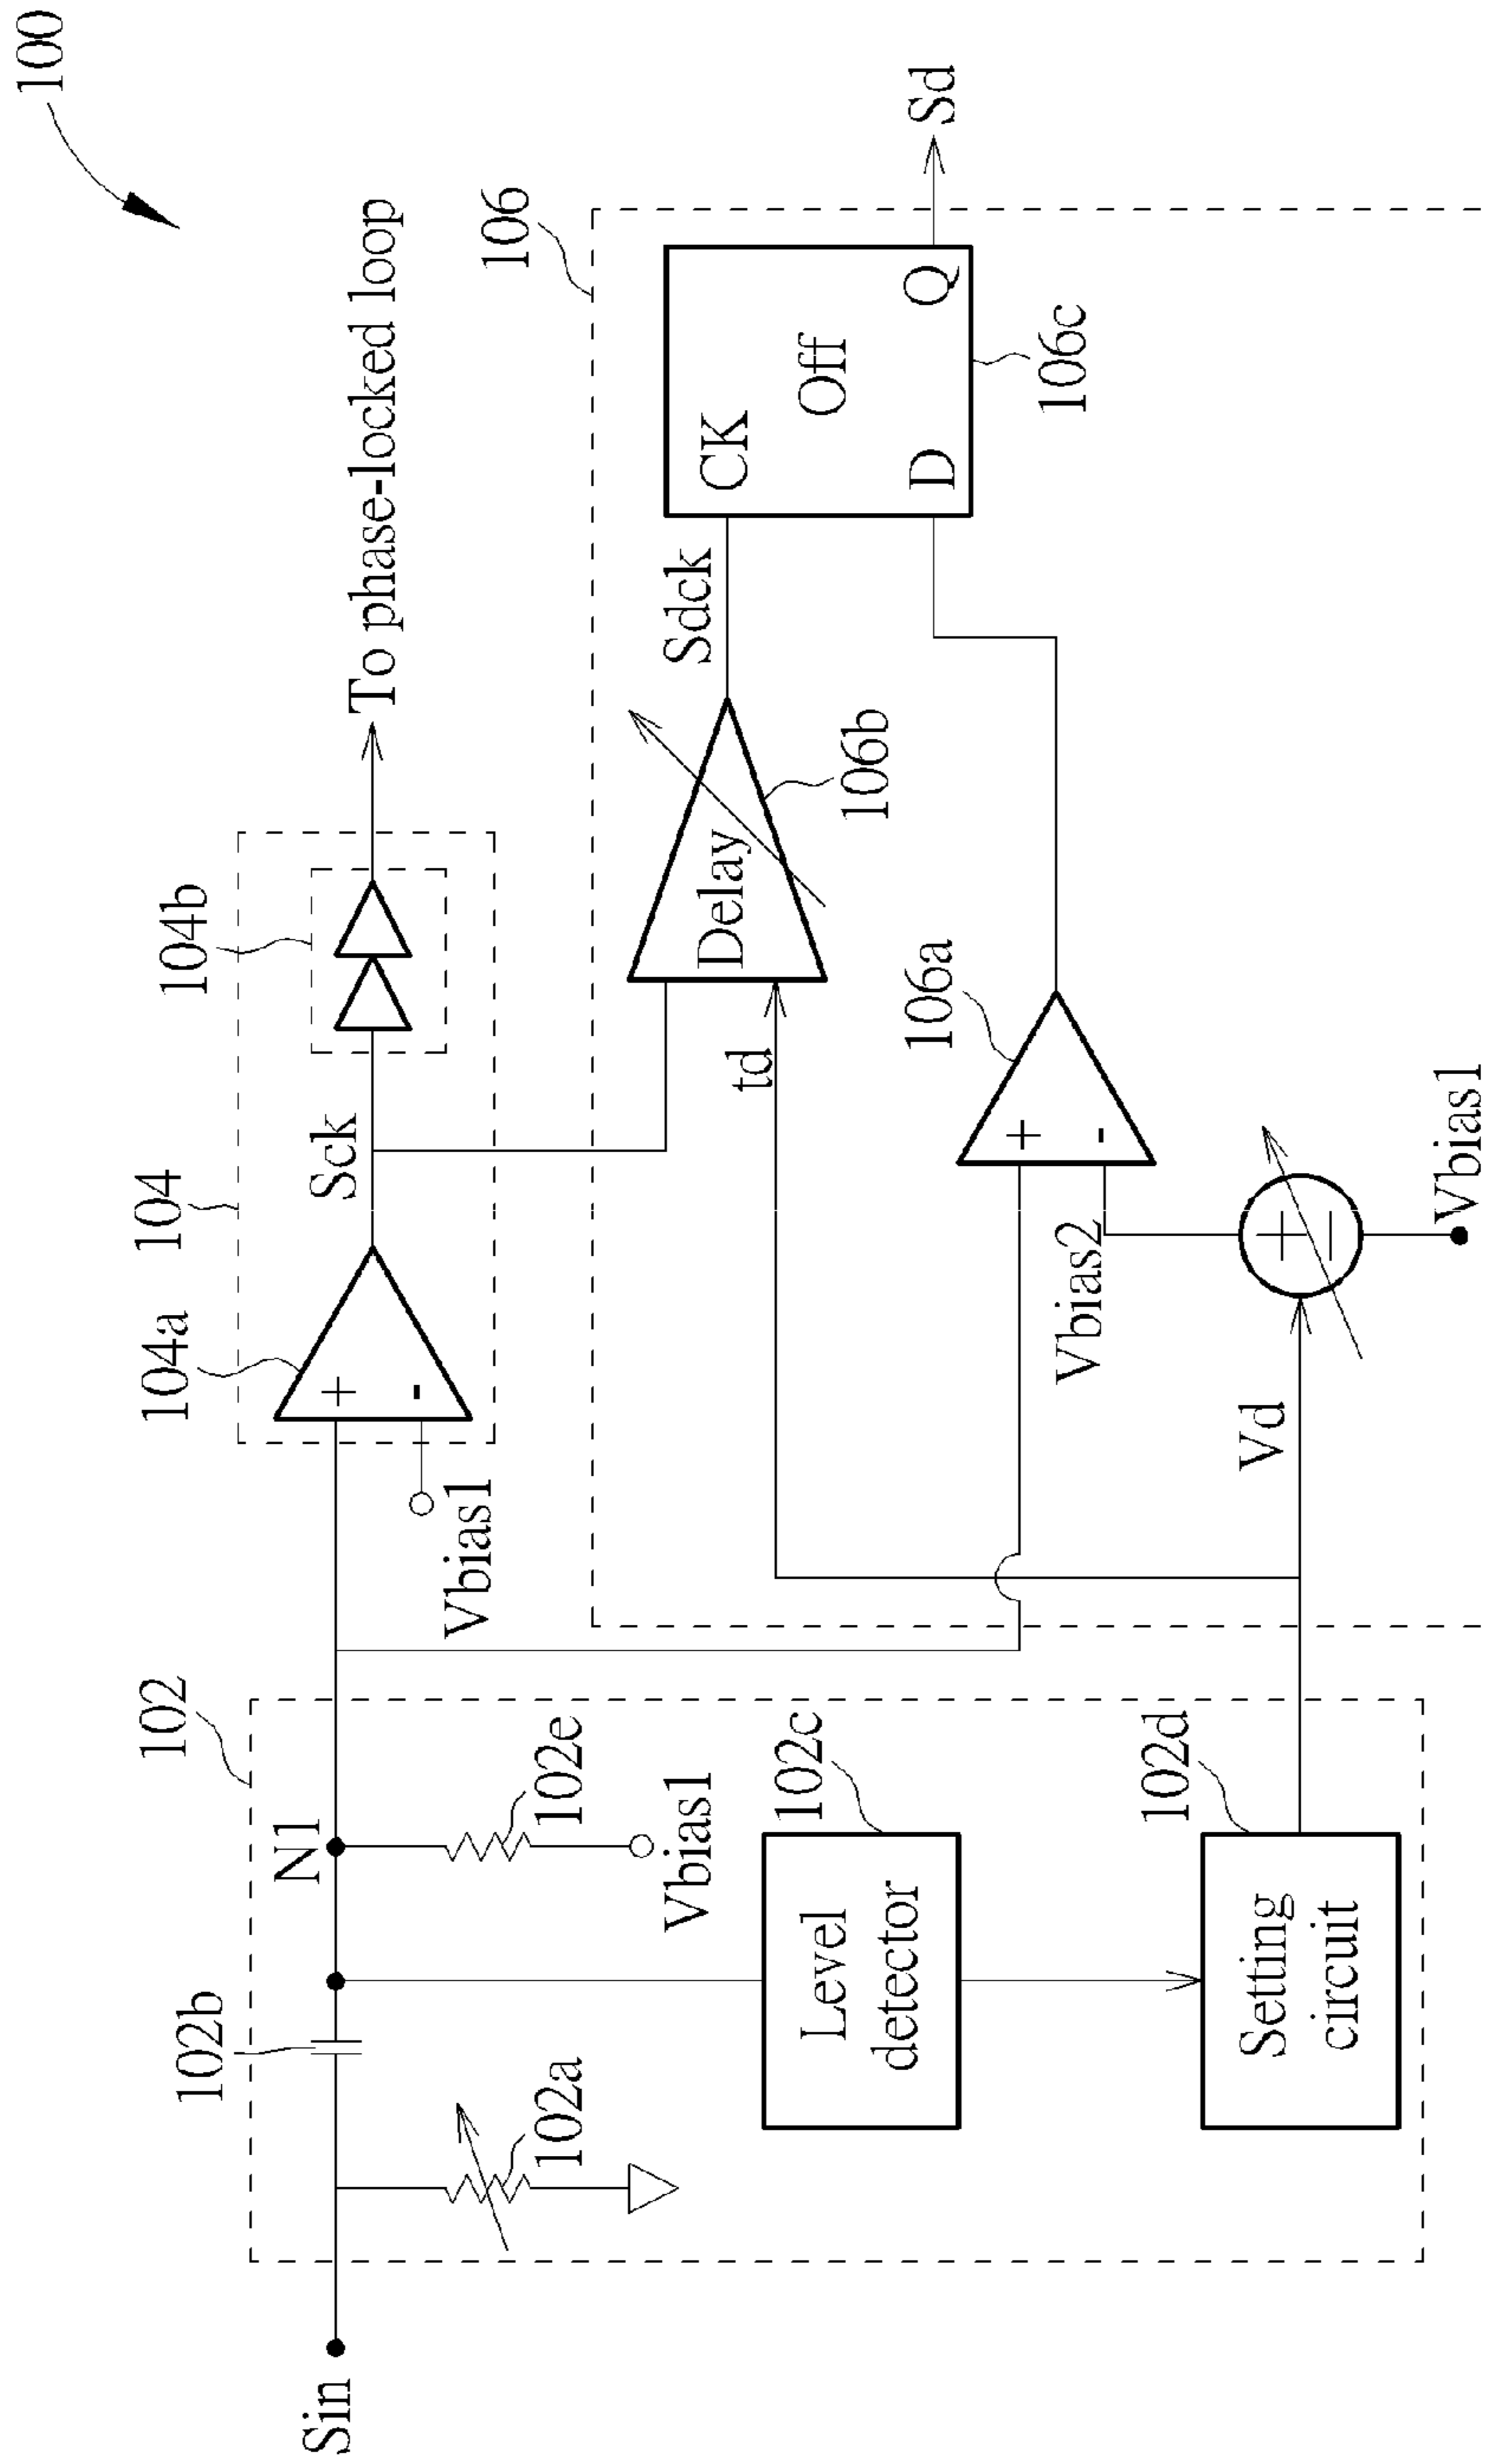 100
To phase-locked loop
104
104b
104a
Sck
+
-
Vbias1
106
Sd
CK
Off
D
Q
106c
Sdck
Delay
106b
td
106a
+
-
Vbias2
Vd
+
-
Vbias1
102
N1
102b
102e
Vbias1
102a
Sin
102c
Level
detector
102d
Setting
circuit